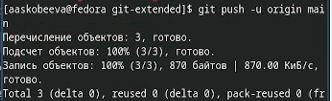 [aaskobeeva@fedora git-extended]$ git push -u origin mai
n
Перечисление объектов: 3, готово.
Подсчет объектов: 100% (3/3), готово.
Запись объектов: 100% (3/3), 870 байтов | 870.00 КиБ/с,
готово.
Total 3 (delta 0), reused 0 (delta 0), pack-reused 0 (fr